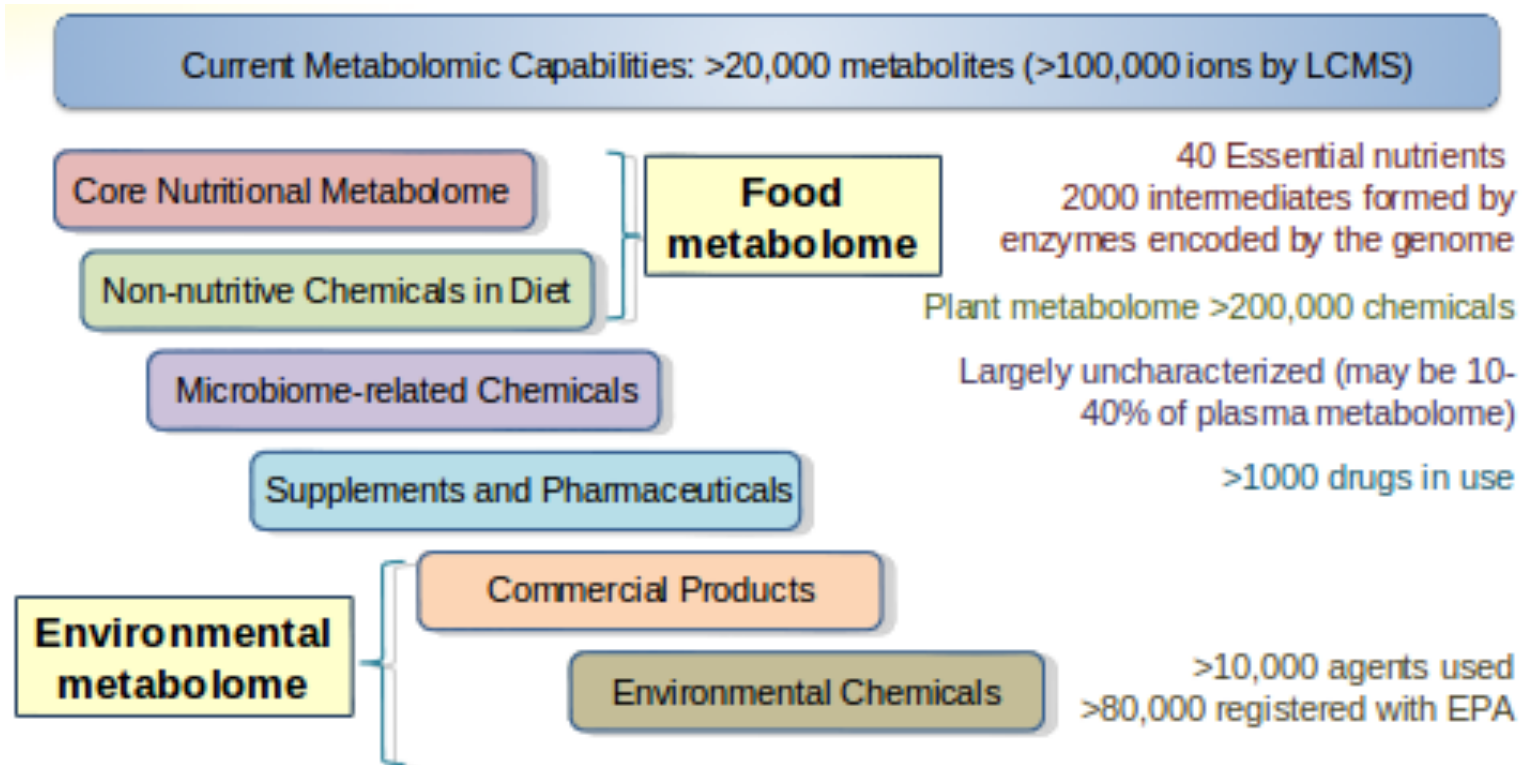 Current Metabolomic Capabilities: >20,000 metabolites (>100,000 ions by LCMS)
Core Nutritional Metabolome
Food
metabolome
40 Essential nutrients
2000 intermediates formed by
enzymes encoded by the genome
Non-nutritive Chemicals in Diet
Plant metabolome >200,000 chemicals
Microbiome-related Chemicals
Largely uncharacterized (may be 10-
40% of plasma metabolome)
Supplements and Pharmaceuticals
>1000 drugs in use
Commercial Products
Environmental
metabolome
Environmental Chemicals
>10,000 agents used
>80,000 registered with EPA